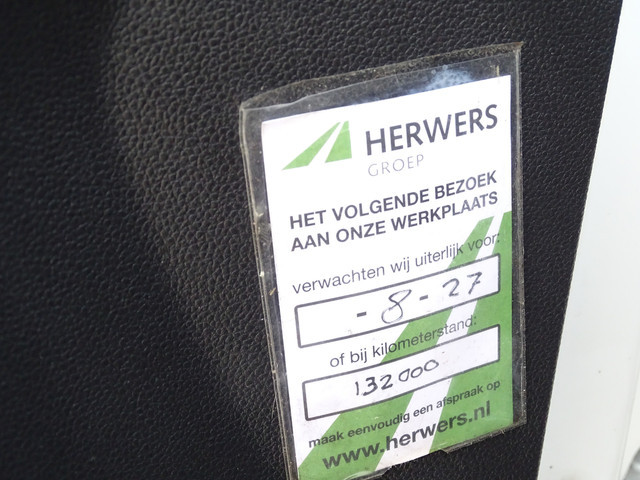 HERWERS
GROEP
HET VOLGENDE BEZOEK
AAN ONZE WERKPLAATS
verwachten wij uiterlijk voor:
- 8 - 27
of bij kilometerstand:
132000
maak eenvoudig een afspraak op
www.herwers.nl